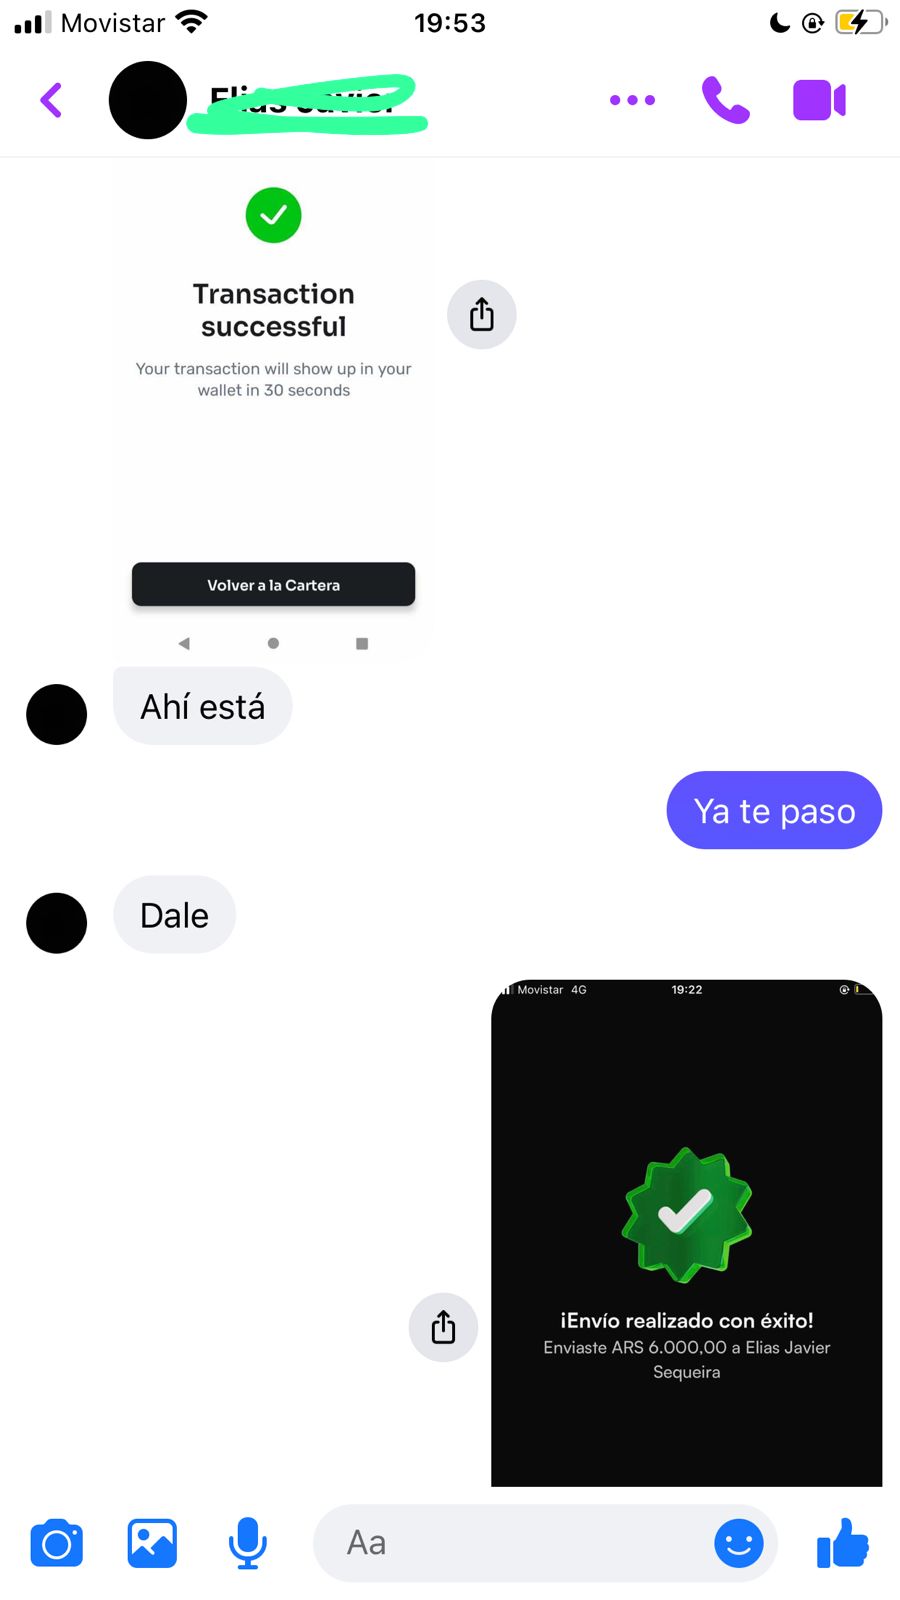 Movistar
19:53
Elias Javier
Transaction
successful
Your transaction will show up in your
wallet in 30 seconds
Volver a la Cartera
Ahí está
Ya te paso
Dale
Movistar 4G
19:22
¡Envío realizado con éxito!
Enviaste ARS 6.000,00 a Elias Javier
Sequeira
Aa